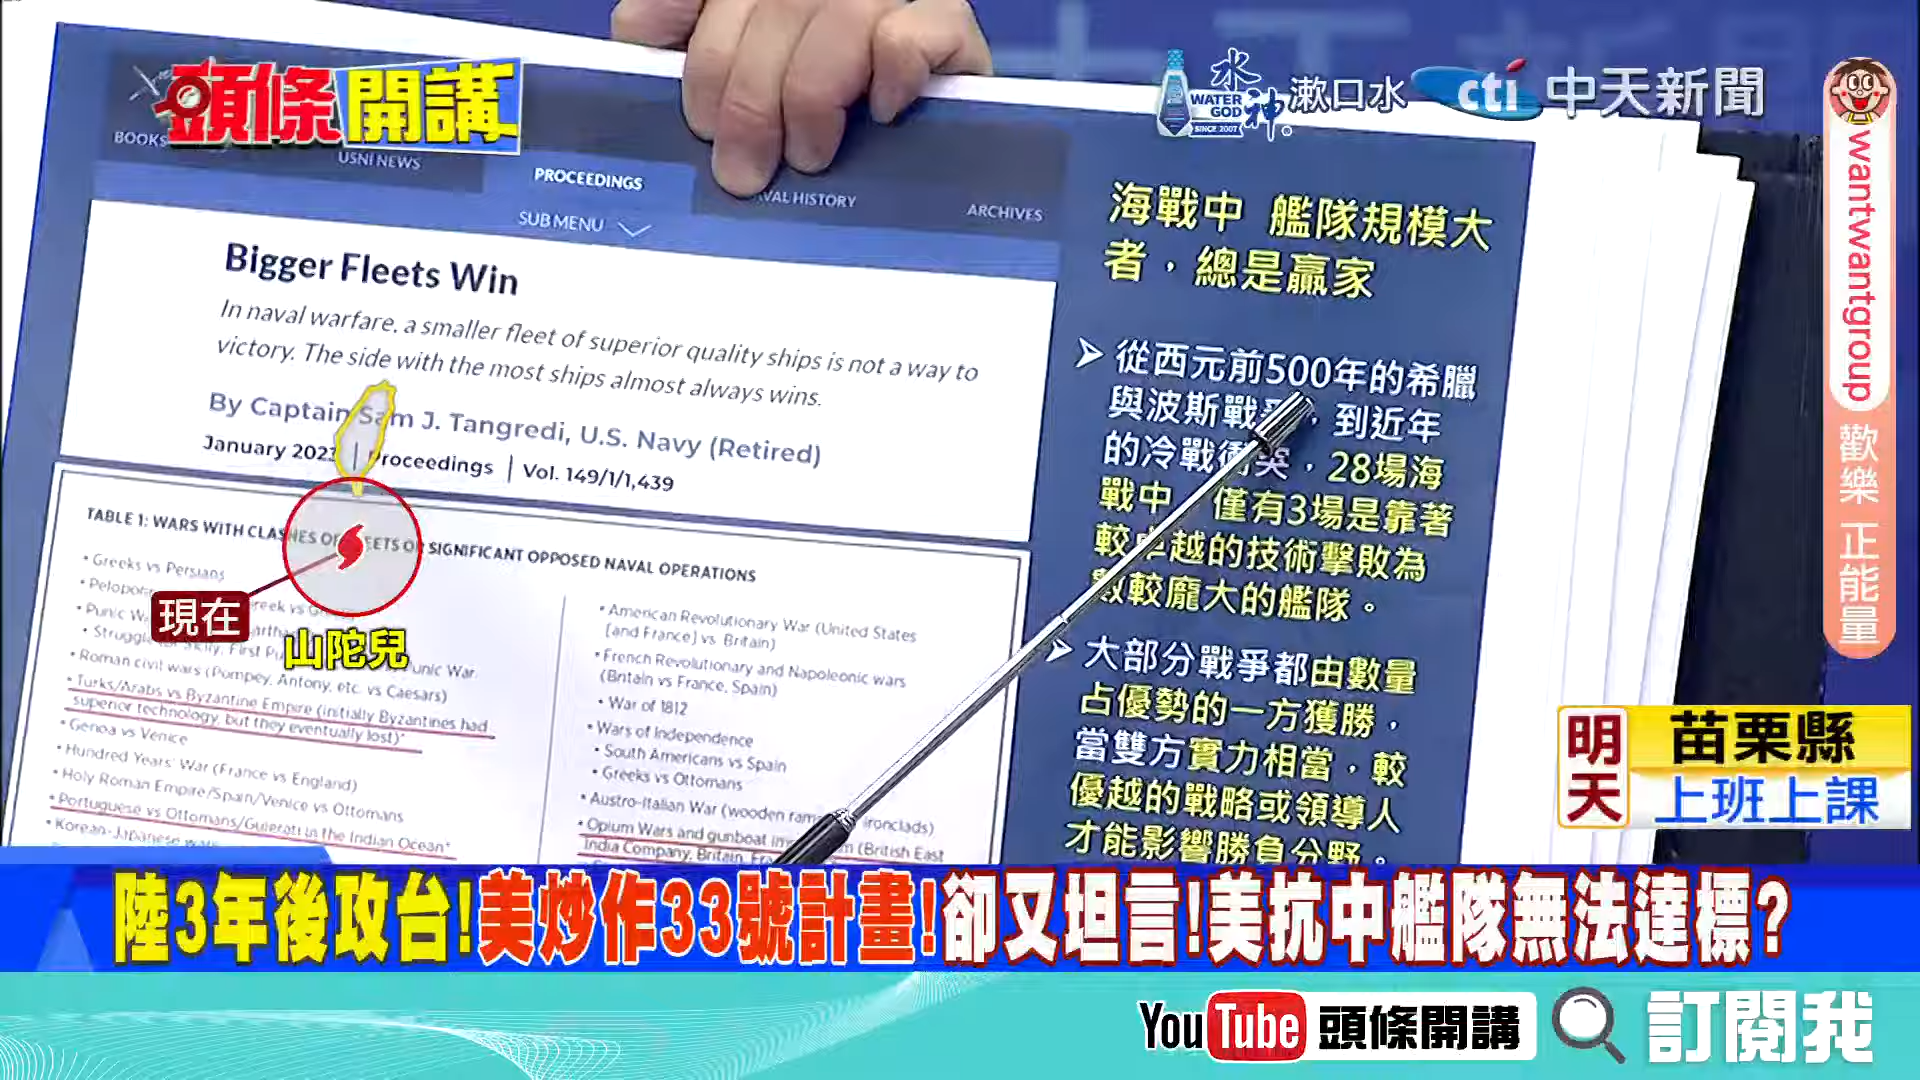 頭條開講
BOOKS
USNI NEWS
PROCEEDINGS
SUB MENU
NAVAL HISTORY
ARCHIVES
Bigger Fleets Win
In naval warfare, a smaller fleet of superior quality ships is not a way to
victory. The side with the most ships almost always wins.
By Captain Sam J. Tangredi, U.S. Navy (Retired)
January 2023 | Proceedings | Vol. 149/1/1,439
TABLE 1: WARS WITH CLASHES OF FLEETS OR SIGNIFICANT OPPOSED NAVAL OPERATIONS
• Greeks vs Persians
• Roman civil wars (Pompey, Antony, etc. vs Caesars)
• Turks/Arabs vs Byzantine Empire (initially Byzantines had
superior technology, but they eventually lost)*
• Genoa vs Venice
• Hundred Years' War (France vs England)
• Holy Roman Empire/Spain/Venice vs Ottomans
• Portuguese vs Ottomans/Gujerati in the Indian Ocean*
• Korean-Japanese
• American Revolutionary War (United States
[and France] vs. Britain)
• French Revolutionary and Napoleonic wars
(Britain vs France, Spain)
• War of 1812
• Wars of Independence
• South Americans vs Spain
• Greeks vs Ottomans
• Austro-Italian War (wooden ironclads)
• Opium Wars and gunboat (British East
India Company, Britain,
現在
山陀兒
海戰中 艦隊規模大
者，總是贏家
從西元前500年的希臘
與波斯戰爭，到近年
的冷戰衝突，28場海
戰中 僅有3場是靠著
較卓越的技術擊敗為
數較龐大的艦隊。
大部分戰爭都由數量
占優勢的一方獲勝，
當雙方實力相當，較
優越的戰略或領導人
才能影響勝負分野。
水神
WATER GOD
SINCE 2007
漱口水
cti 中天新聞
wantwantgroup
歡樂 正能量
明天
苗栗縣
上班上課
陸3年後攻台!美炒作33號計畫!卻又坦言!美抗中艦隊無法達標?
YouTube 頭條開講
訂閱我